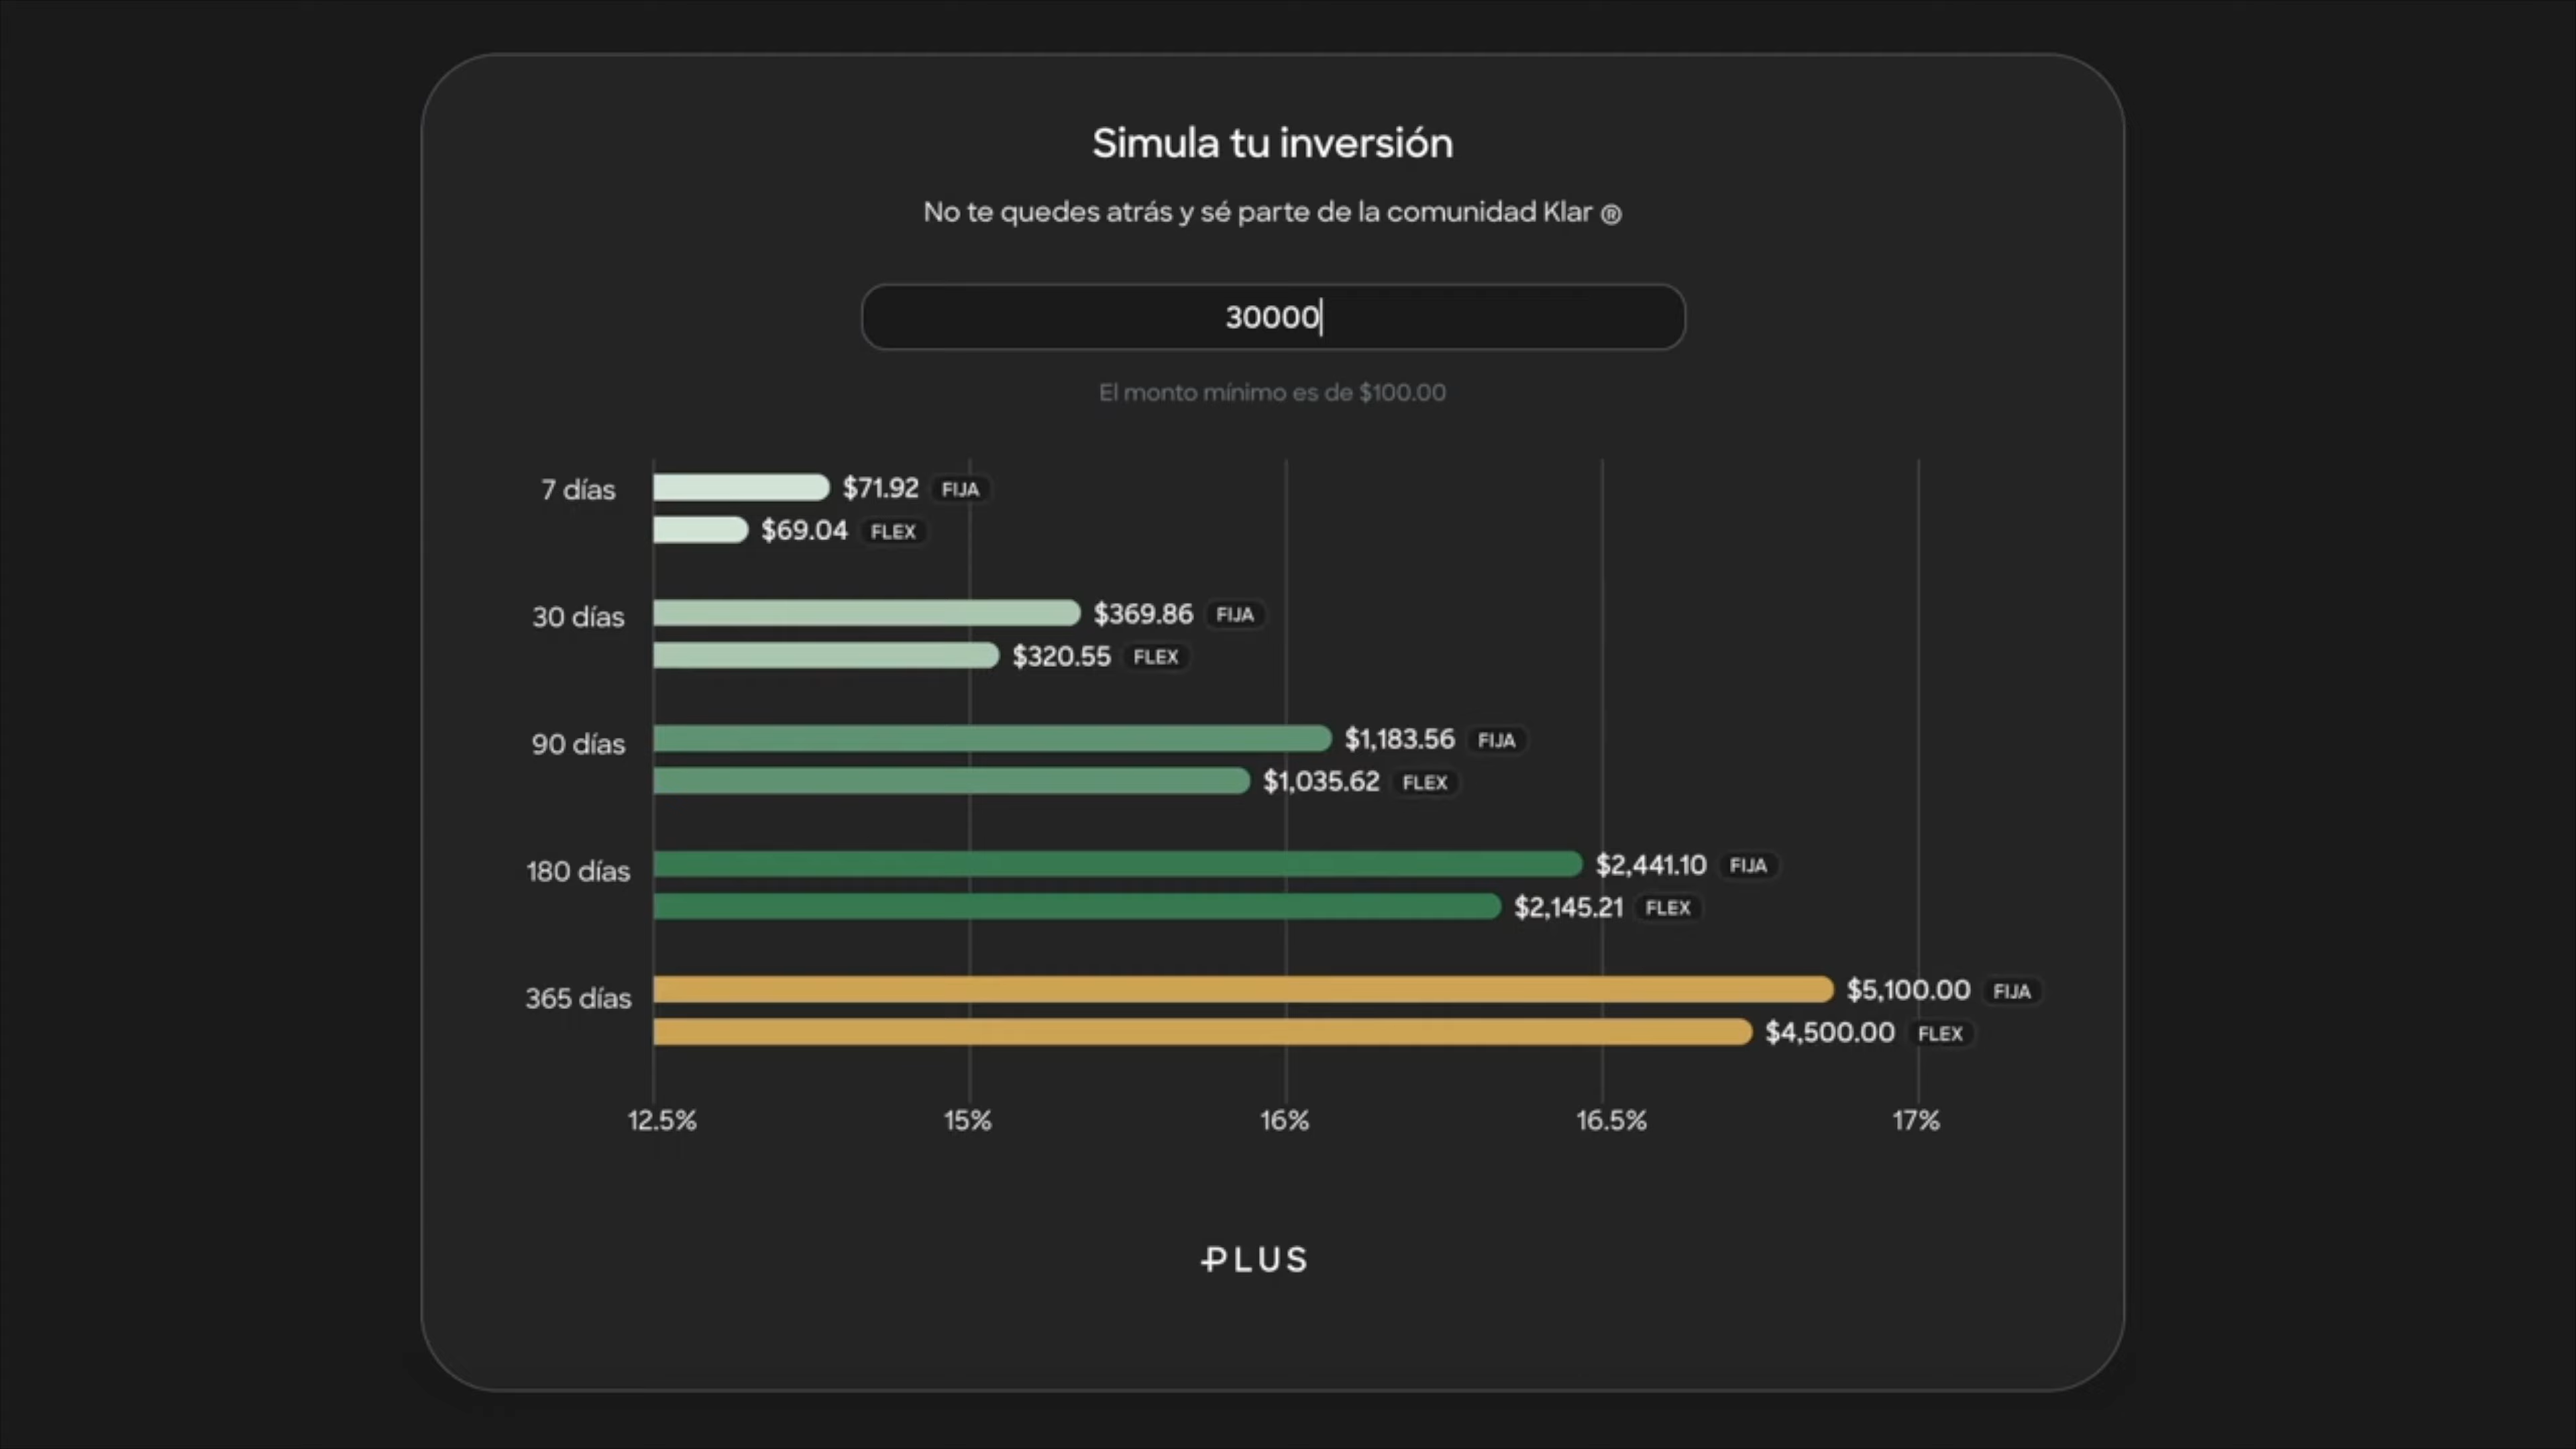 Simula tu inversión
No te quedes atrás y sé parte de la comunidad Klar ®
30000
El monto mínimo es de $100.00
7 días
$71.92 FIJA
$69.04 FLEX
30 días
$369.86 FIJA
$320.55 FLEX
90 días
$1,183.56 FIJA
$1,035.62 FLEX
180 días
$2,441.10 FIJA
$2,145.21 FLEX
365 días
$5,100.00 FIJA
$4,500.00 FLEX
12.5% 15% 16% 16.5% 17%
PLUS